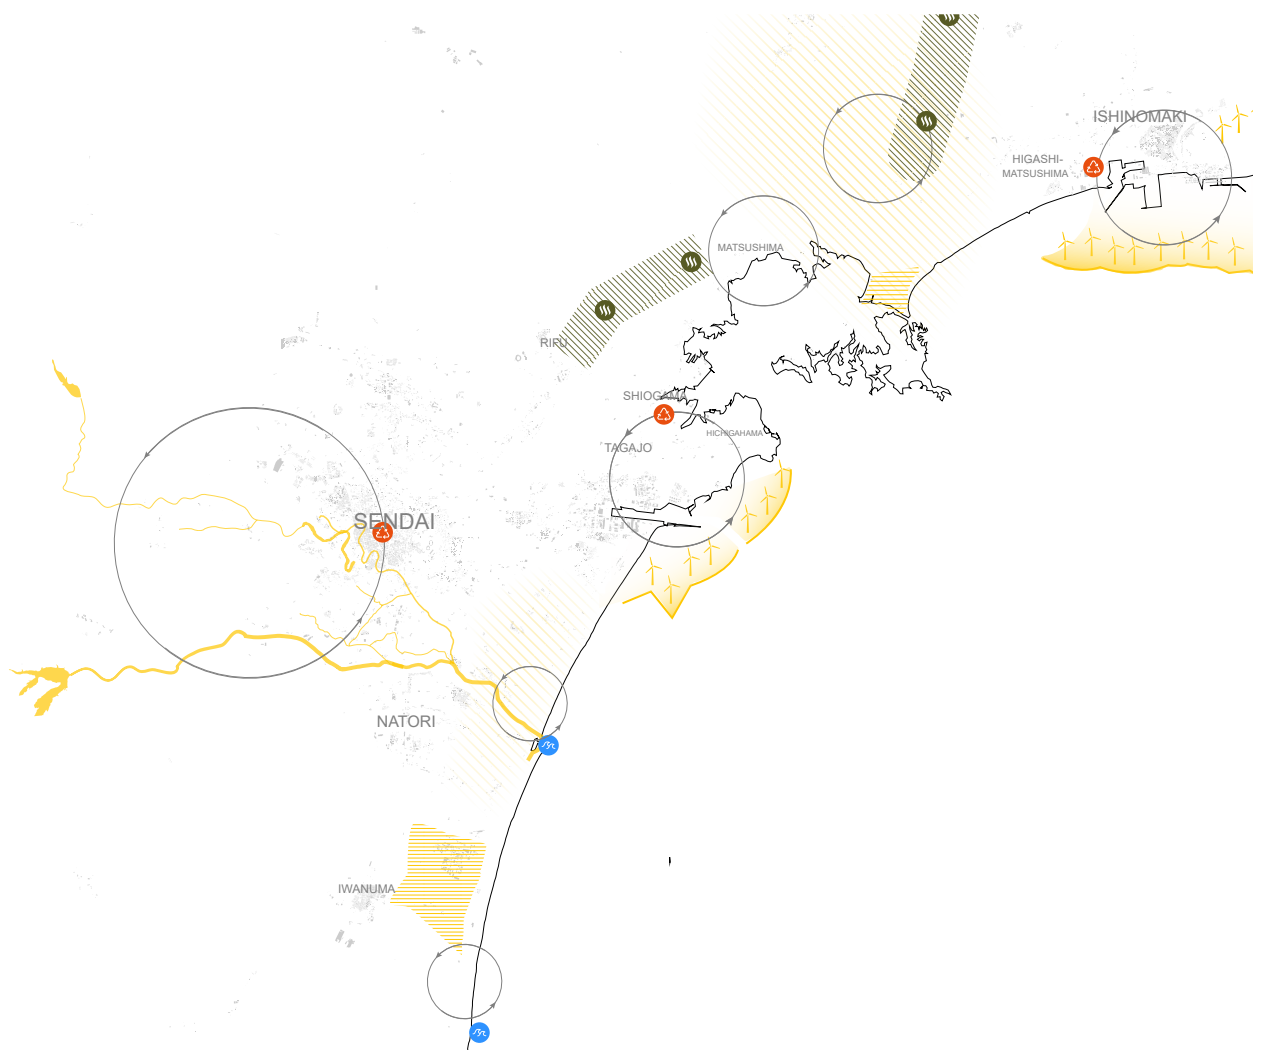 ISHINOMAKI
HIGASHI-
MATSUSHIMA
MATSUSHIMA
RIFU
SHIOGAMA
HICHIGAHAMA
TAGAJO
SENDAI
NATORI
IWANUMA